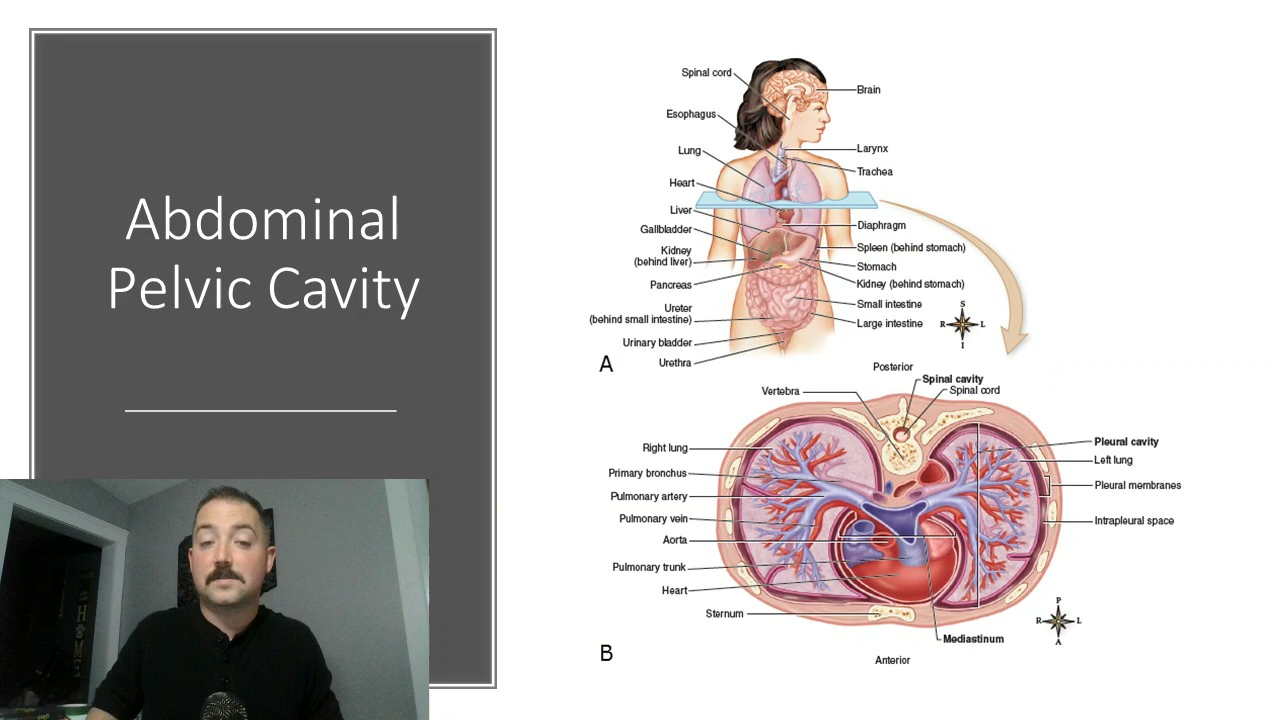 Abdominal
Pelvic Cavity
Spinal cord
Brain
Esophagus
Larynx
Lung
Trachea
Heart
Liver
Diaphragm
Gallbladder
Spleen (behind stomach)
Kidney
(behind liver)
Stomach
Pancreas
Kidney (behind stomach)
Small intestine
Ureter
(behind small intestine)
Large intestine
Urinary bladder
Urethra
S
R
L
I
A
Posterior
Spinal cavity
Vertebra
Spinal cord
Right lung
Pleural cavity
Left lung
Primary bronchus
Pleural membranes
Pulmonary artery
Pulmonary vein
Intrapleural space
Aorta
Pulmonary trunk
Heart
Sternum
Mediastinum
P
R
L
A
B
Anterior
H
M
E